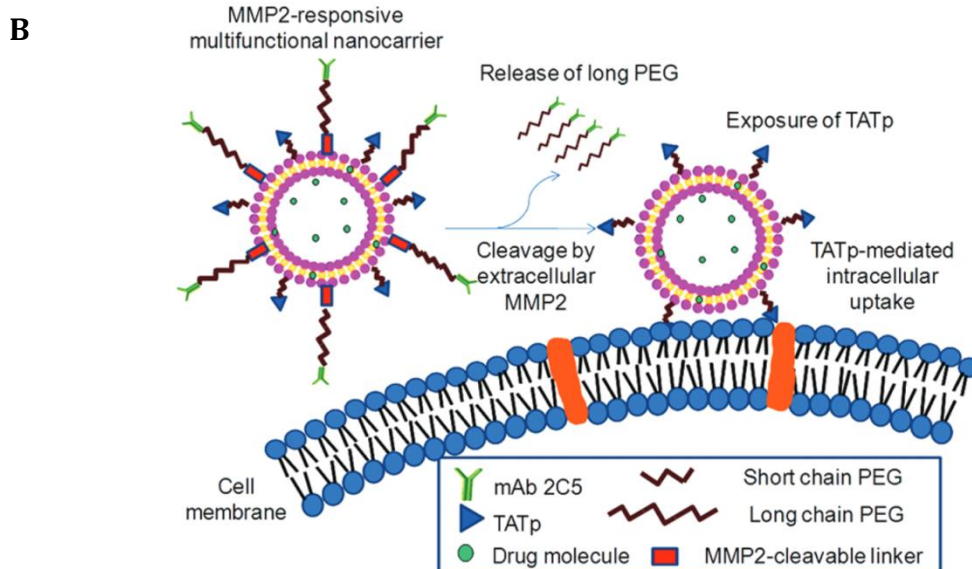 B
MMP2-responsive
multifunctional nanocarrier
Release of long PEG
Exposure of TATp
Cleavage by
extracellular
MMP2
TATp-mediated
intracellular
uptake
Cell
membrane
mAb 2C5
Short chain PEG
TATp
Long chain PEG
Drug molecule
MMP2-cleavable linker